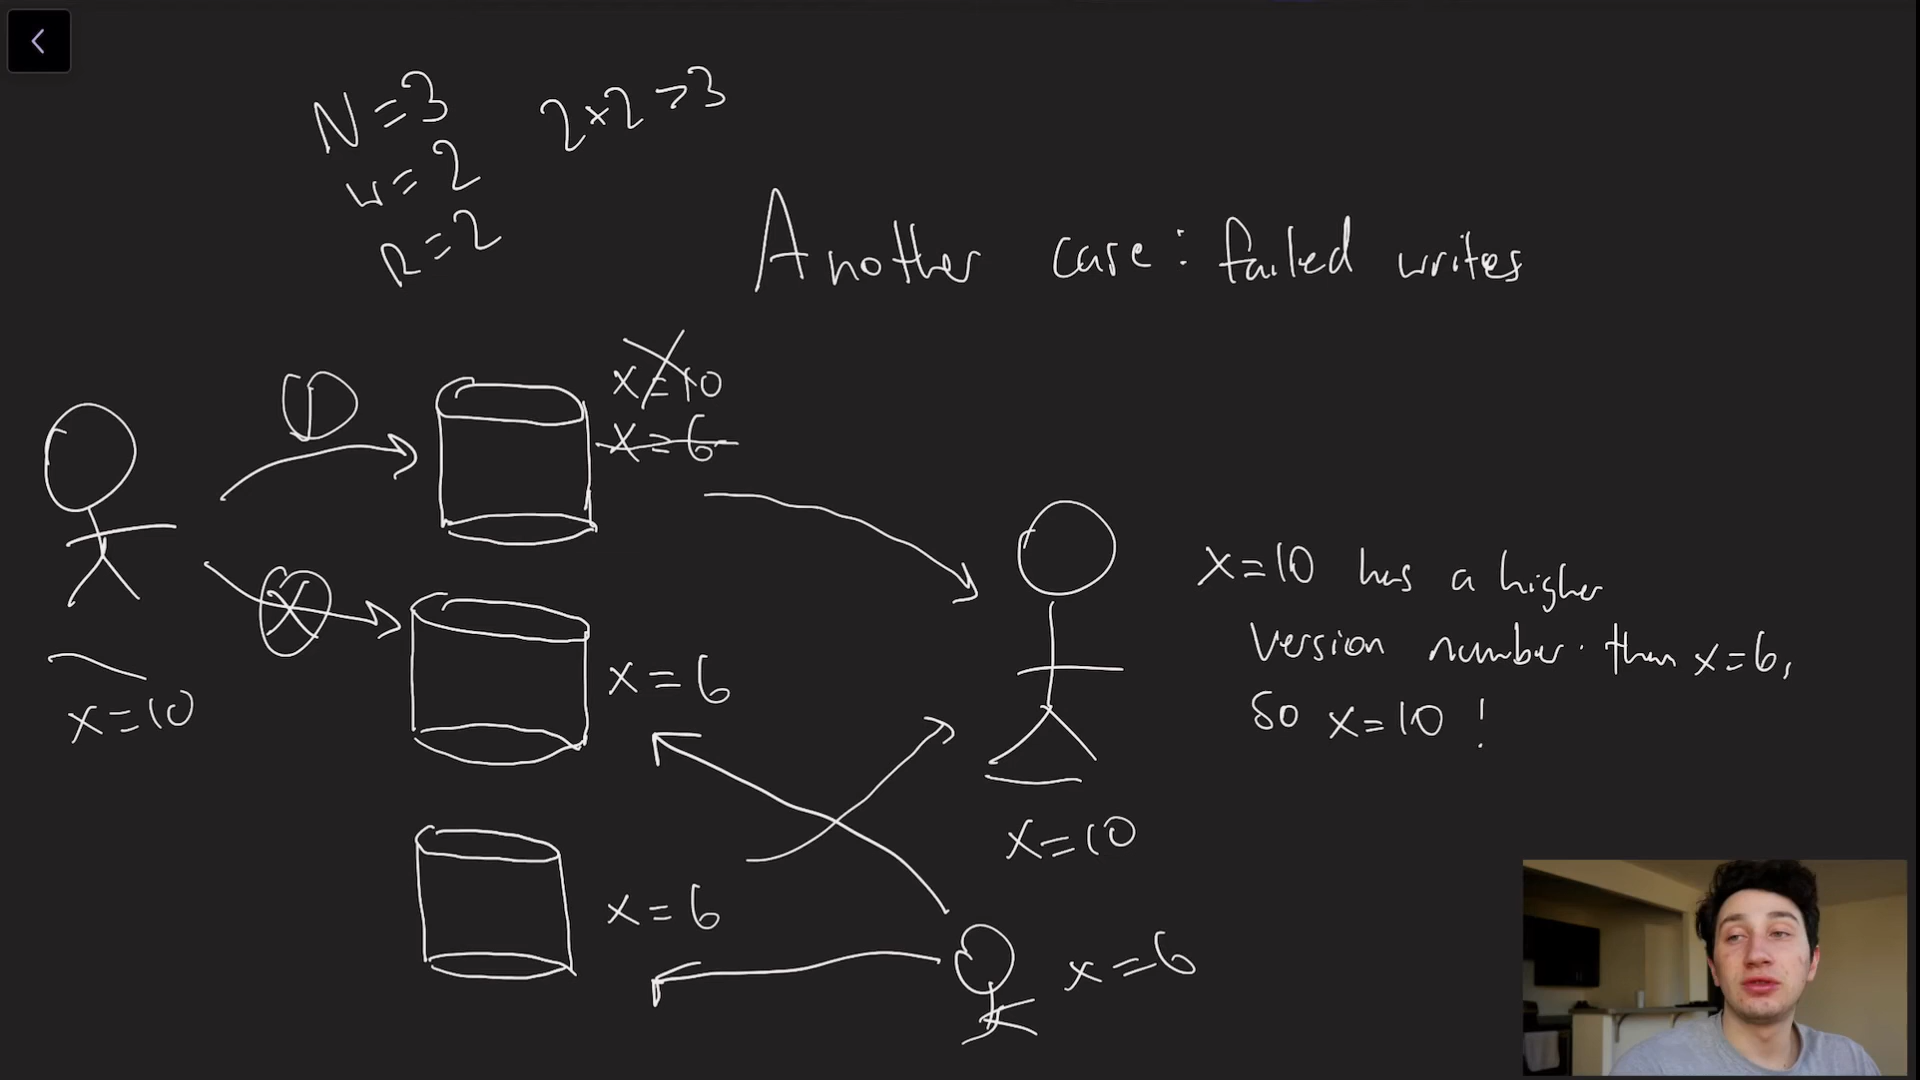 N=3
2×2>3
w=2
R=2
Another case: failed writes
1
x=10
x=6
x=10 has a higher
version number than x=6,
so x=10!
x=6
x=10
x=10
x=6
x=6